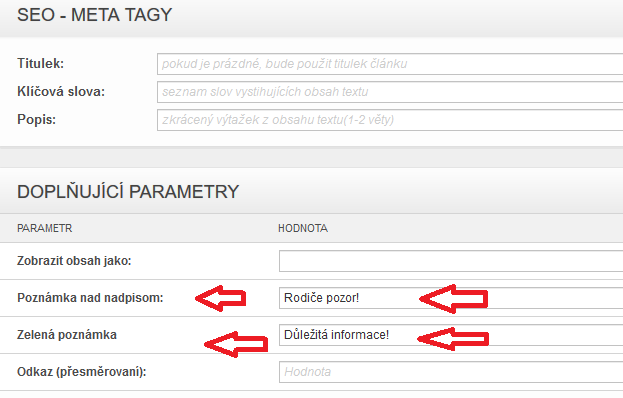 SEO - META TAGY
Titulek: pokud je prázdné, bude použit titulek článku
Klíčová slova: seznam slov vystihujících obsah textu
Popis: zkrácený výtažek z obsahu textu(1-2 věty)
DOPLŇUJÍCÍ PARAMETRY
PARAMETR HODNOTA
Zobrazit obsah jako:
Poznámka nad nadpisom: Rodiče pozor!
Zelená poznámka Důležitá informace!
Odkaz (přesměrovaní): Hodnota